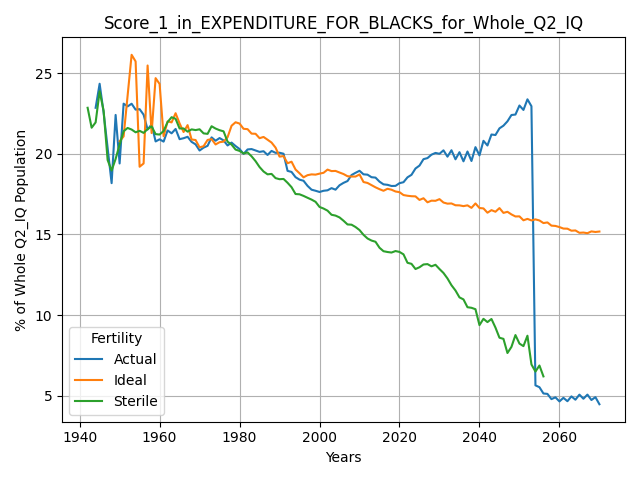 Score_1_in_EXPENDITURE_FOR_BLACKS_for_Whole_Q2_IQ
% of Whole Q2_IQ Population
25
20
15
10
5
Fertility
Actual
Ideal
Sterile
1940 1960 1980 2000 2020 2040 2060
Years